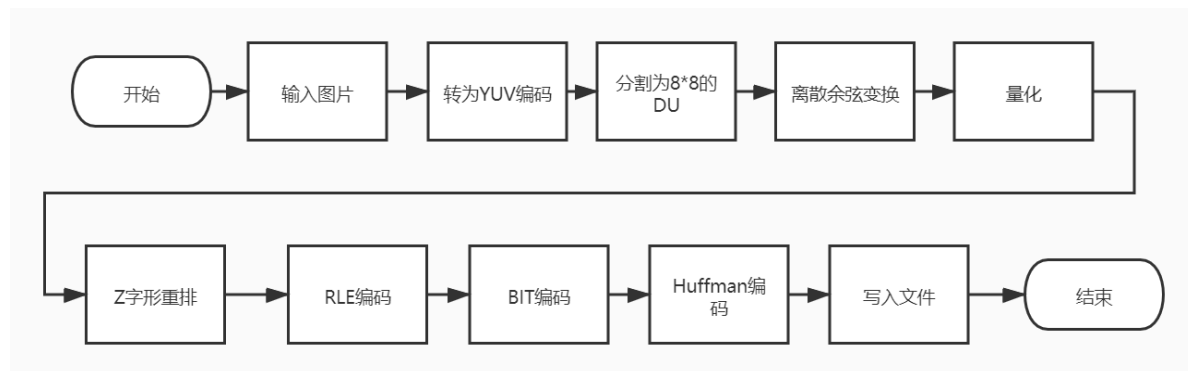 开始
输入图片
转为YUV编码
分割为8*8的
DU
离散余弦变换
量化
Z字形重排
RLE编码
BIT编码
Huffman编
码
写入文件
结束